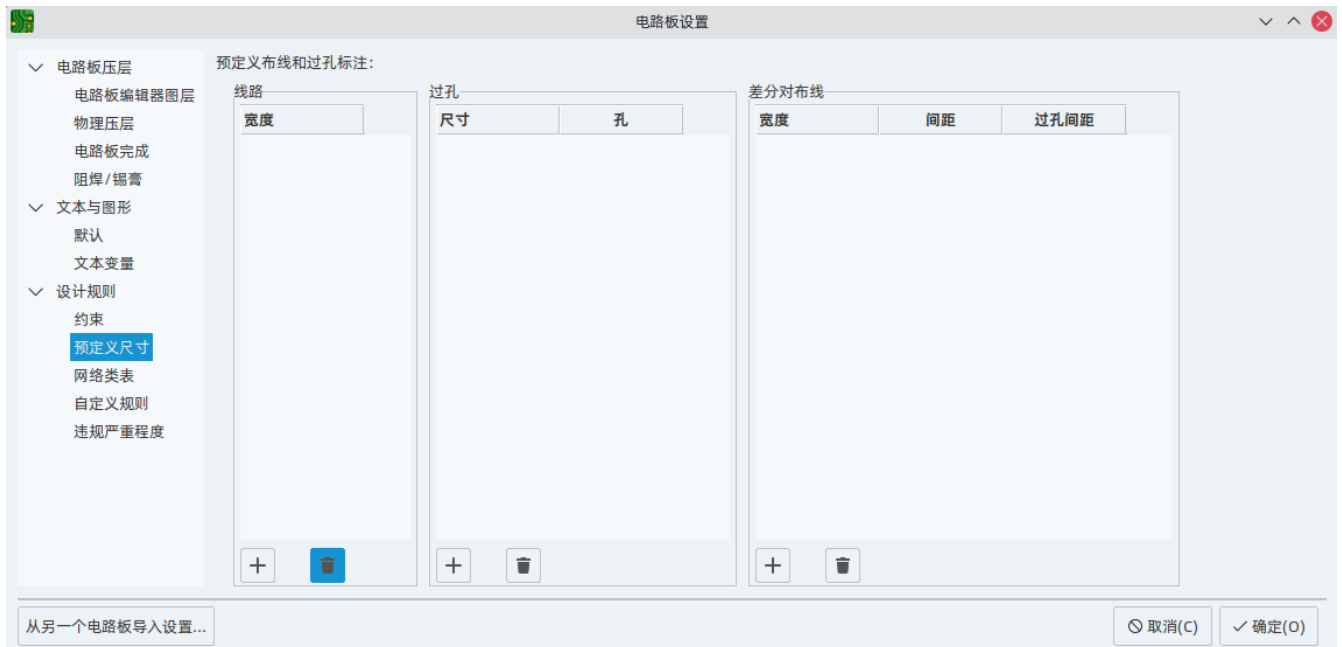 电路板设置
电路板压层
电路板编辑器图层
物理压层
电路板完成
阻焊/锡膏
文本与图形
默认
文本变量
设计规则
约束
预定义尺寸
网络类表
自定义规则
违规严重程度
预定义布线和过孔标注:
线路
宽度
过孔
尺寸 孔
差分对布线
宽度 间距 过孔间距
从另一个电路板导入设置...
取消(C)
确定(O)